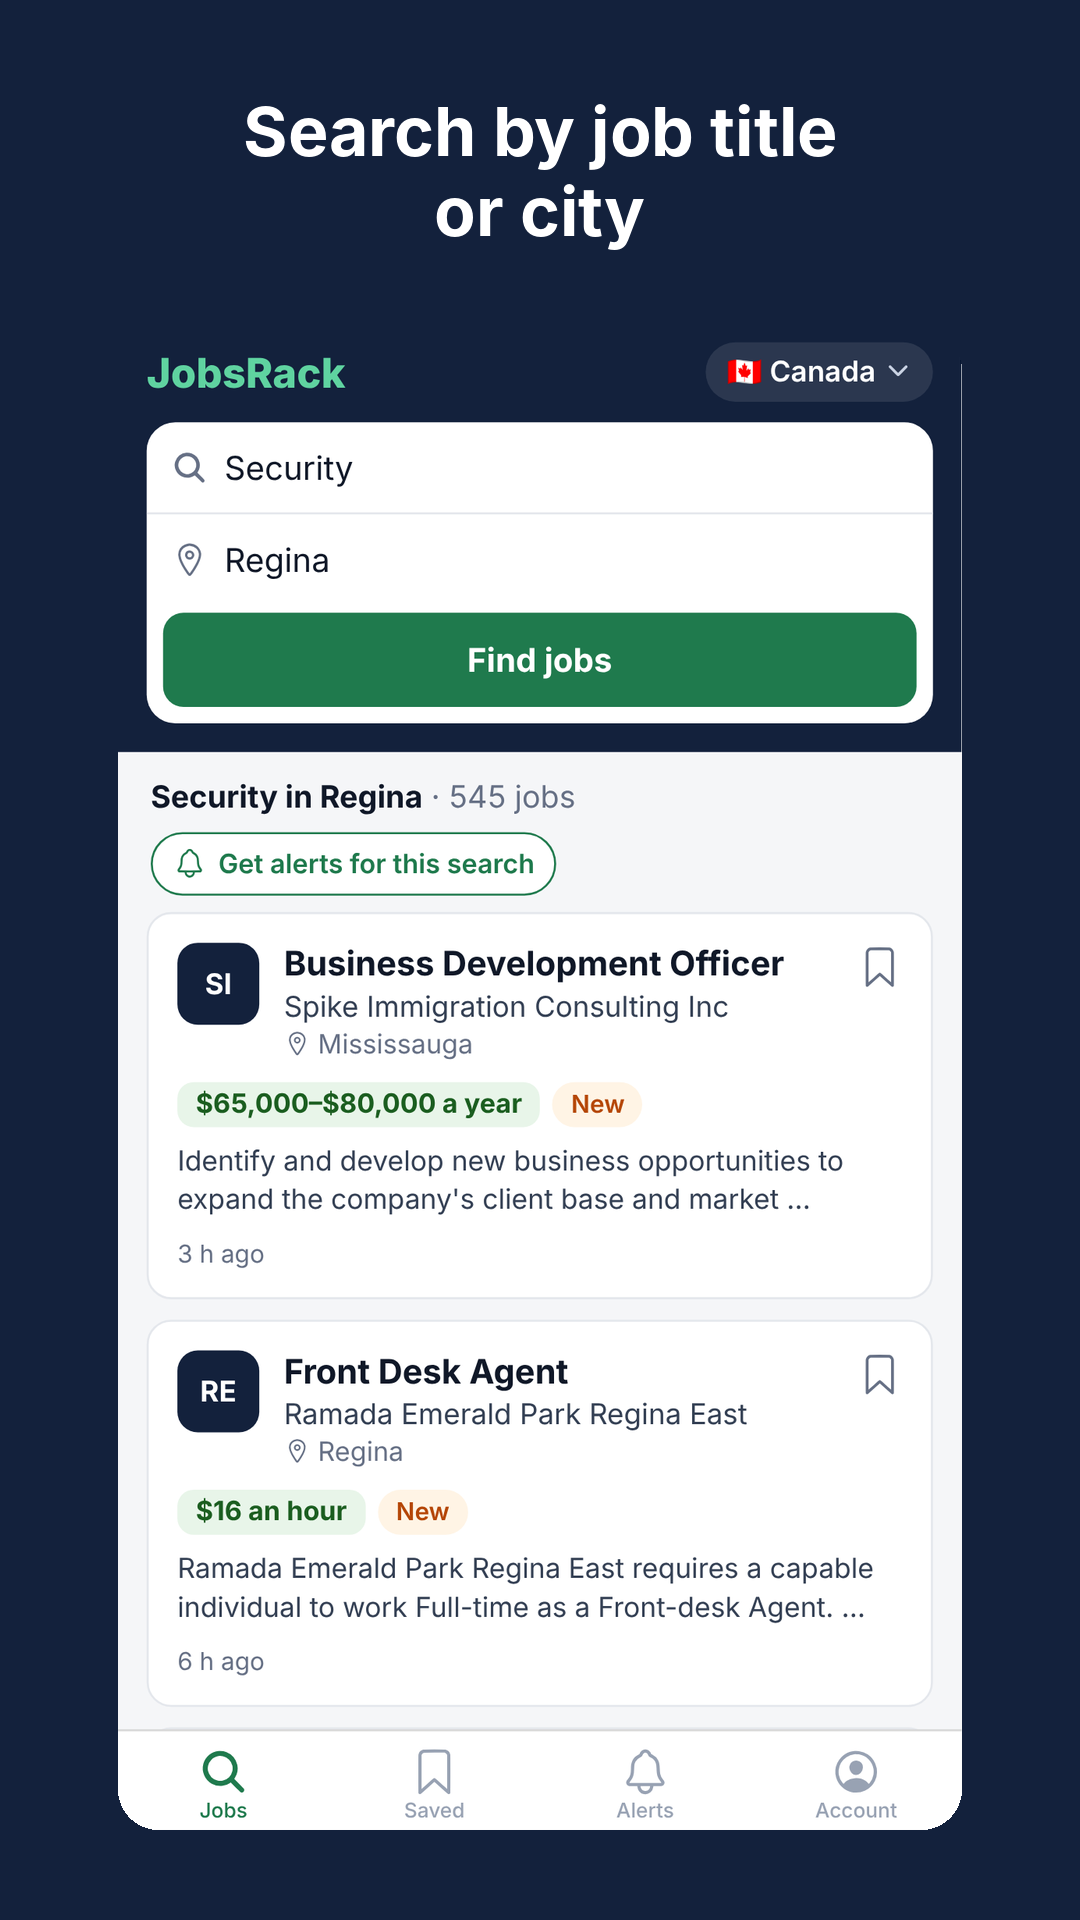 Search by job title
or city
JobsRack
Canada
Security
Regina
Find jobs
Security in Regina · 545 jobs
Get alerts for this search
SI
Business Development Officer
Spike Immigration Consulting Inc
Mississauga
$65,000–$80,000 a year
New
Identify and develop new business opportunities to
expand the company's client base and market ...
3 h ago
RE
Front Desk Agent
Ramada Emerald Park Regina East
Regina
$16 an hour
New
Ramada Emerald Park Regina East requires a capable
individual to work Full-time as a Front-desk Agent. ...
6 h ago
Jobs
Saved
Alerts
Account